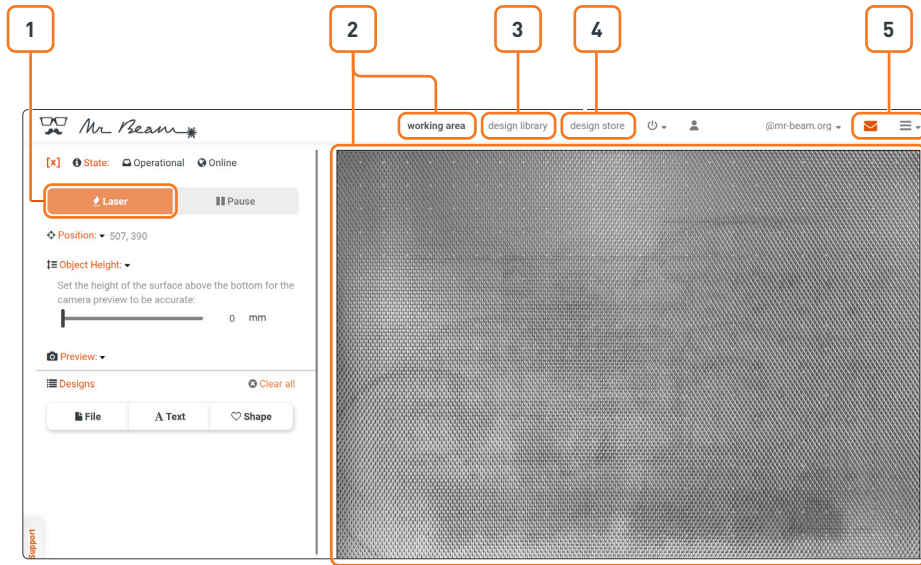 1 2 3 4 5
Mr Beam
working area design library design store @mr-beam.org
[x] State: Operational Online
Laser Pause
Position: 507, 390
Object Height:
Set the height of the surface above the bottom for the
camera preview to be accurate:
0 mm
Preview:
Designs Clear all
File Text Shape
Support